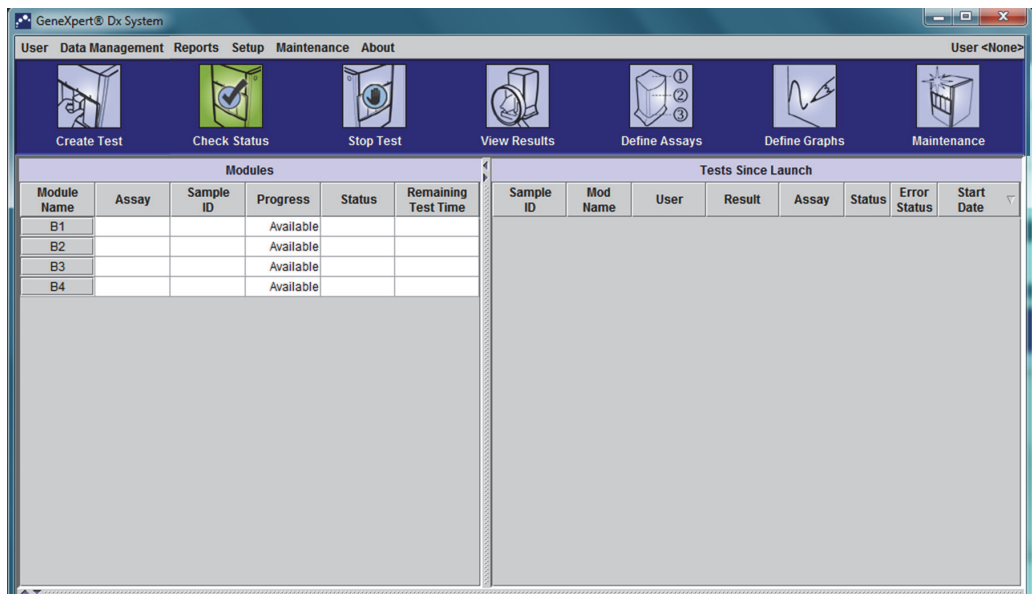 GeneXpert® Dx System
User Data Management Reports Setup Maintenance About User <None>
Create Test Check Status Stop Test View Results Define Assays Define Graphs Maintenance
Modules
Module Name Assay Sample ID Progress Status Remaining Test Time
B1 Available
B2 Available
B3 Available
B4 Available
Tests Since Launch
Sample ID Mod Name User Result Assay Status Error Status Start Date